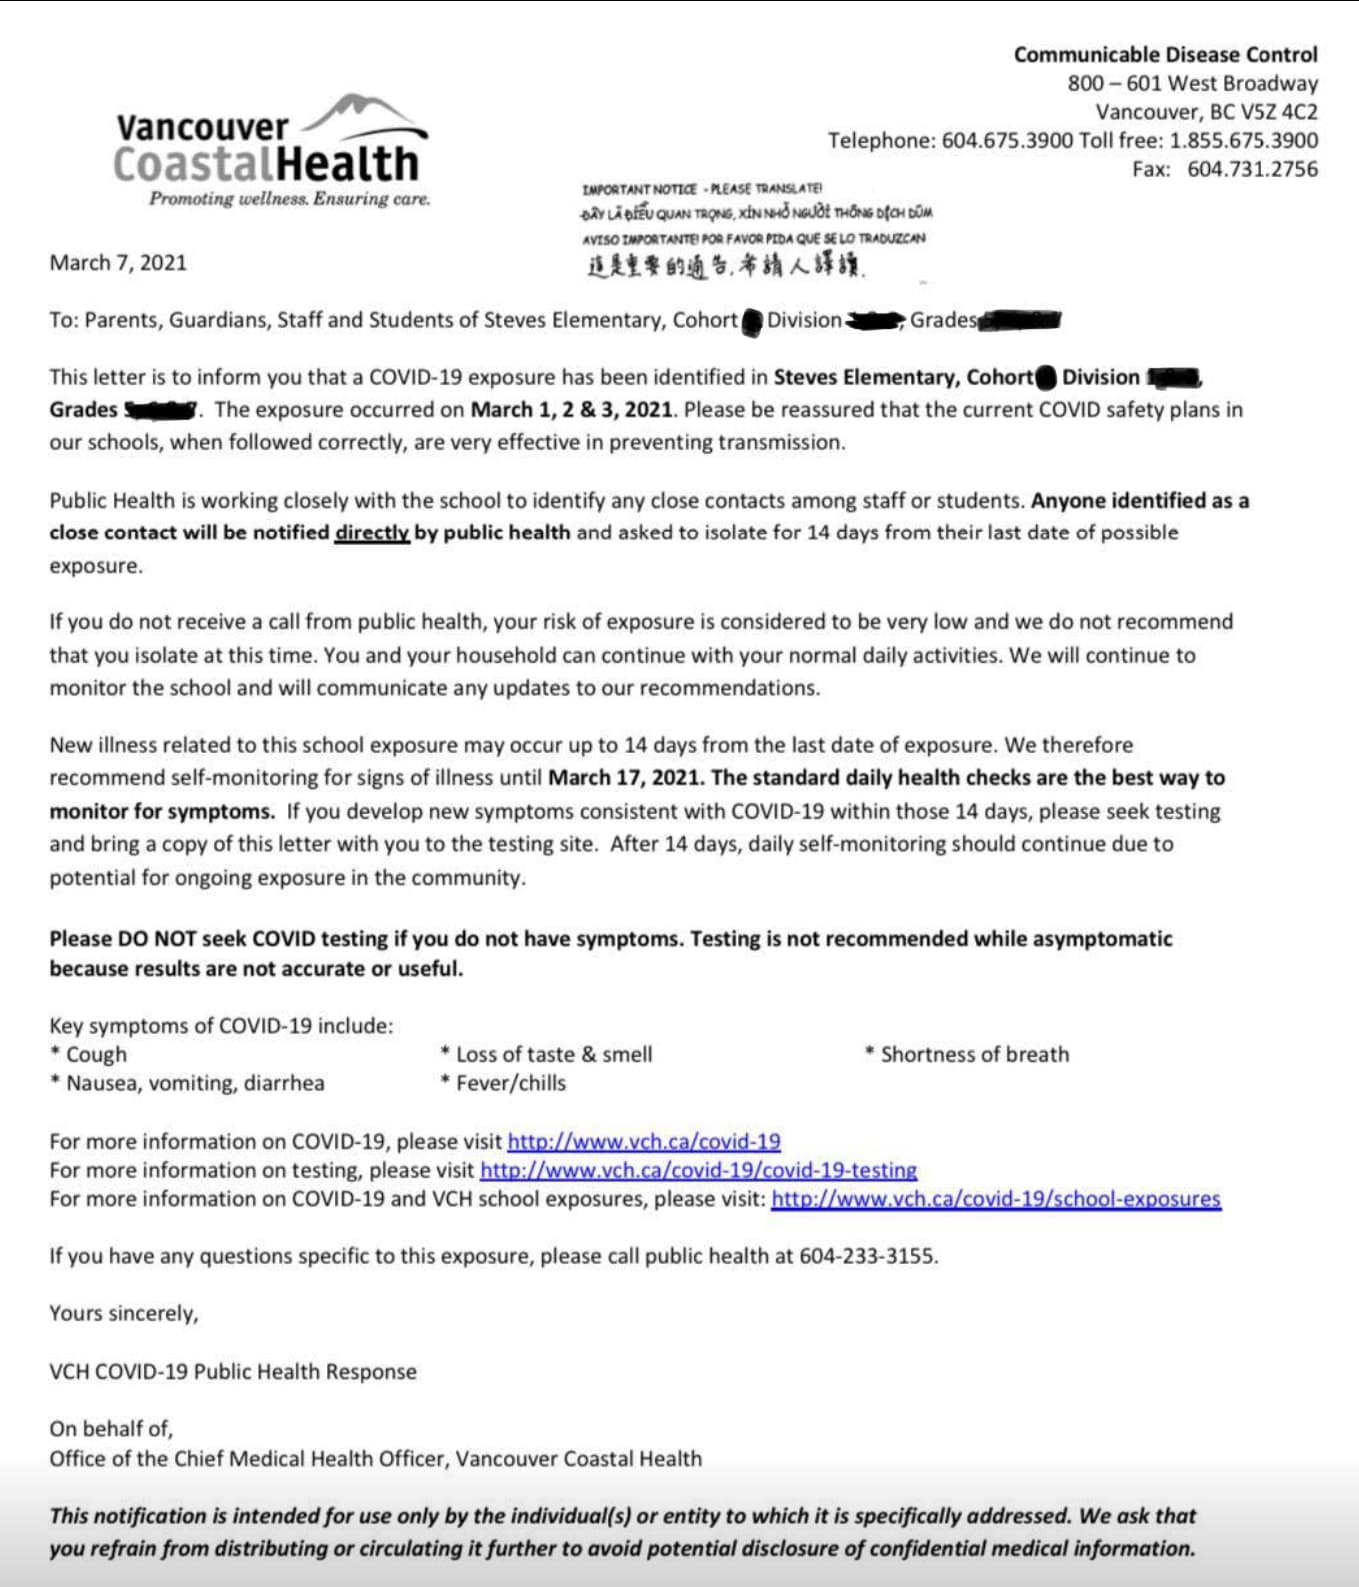 Communicable Disease Control
800 – 601 West Broadway
Vancouver, BC V5Z 4C2
Telephone: 604.675.3900 Toll free: 1.855.675.3900
Fax: 604.731.2756
Vancouver
CoastalHealth
Promoting wellness. Ensuring care.
IMPORTANT NOTICE - PLEASE TRANSLATE!
ĐÂY LÀ ĐIỀU QUAN TRỌNG, XIN NHỜ NGƯỜI THÔNG DỊCH DÙM
AVISO IMPORTANTE! POR FAVOR PIDA QUE SE LO TRADUZCAN
這是重要的通告,希請人譯讀.
March 7, 2021
To: Parents, Guardians, Staff and Students of Steves Elementary, Cohort Division , Grades
This letter is to inform you that a COVID-19 exposure has been identified in Steves Elementary, Cohort Division ,
Grades . The exposure occurred on March 1, 2 & 3, 2021. Please be reassured that the current COVID safety plans in
our schools, when followed correctly, are very effective in preventing transmission.
Public Health is working closely with the school to identify any close contacts among staff or students. Anyone identified as a
close contact will be notified directly by public health and asked to isolate for 14 days from their last date of possible
exposure.
If you do not receive a call from public health, your risk of exposure is considered to be very low and we do not recommend
that you isolate at this time. You and your household can continue with your normal daily activities. We will continue to
monitor the school and will communicate any updates to our recommendations.
New illness related to this school exposure may occur up to 14 days from the last date of exposure. We therefore
recommend self-monitoring for signs of illness until March 17, 2021. The standard daily health checks are the best way to
monitor for symptoms. If you develop new symptoms consistent with COVID-19 within those 14 days, please seek testing
and bring a copy of this letter with you to the testing site. After 14 days, daily self-monitoring should continue due to
potential for ongoing exposure in the community.
Please DO NOT seek COVID testing if you do not have symptoms. Testing is not recommended while asymptomatic
because results are not accurate or useful.
Key symptoms of COVID-19 include:
* Cough * Loss of taste & smell * Shortness of breath
* Nausea, vomiting, diarrhea * Fever/chills
For more information on COVID-19, please visit http://www.vch.ca/covid-19
For more information on testing, please visit http://www.vch.ca/covid-19/covid-19-testing
For more information on COVID-19 and VCH school exposures, please visit: http://www.vch.ca/covid-19/school-exposures
If you have any questions specific to this exposure, please call public health at 604-233-3155.
Yours sincerely,
VCH COVID-19 Public Health Response
On behalf of,
Office of the Chief Medical Health Officer, Vancouver Coastal Health
This notification is intended for use only by the individual(s) or entity to which it is specifically addressed. We ask that
you refrain from distributing or circulating it further to avoid potential disclosure of confidential medical information.